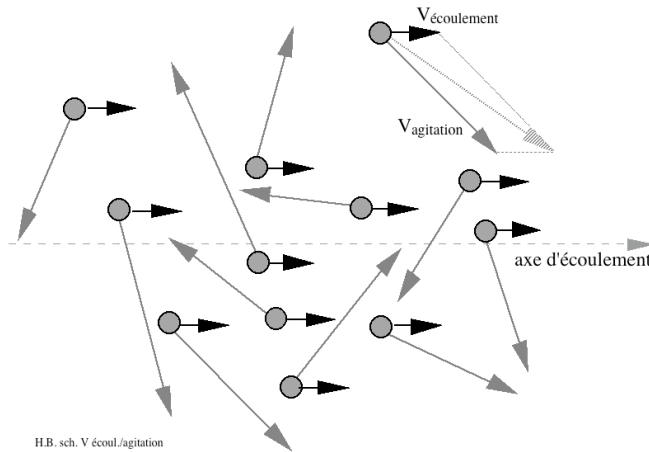 Vécoulement
Vagitation
axe d'écoulement
H.B. sch. V écoul./agitation